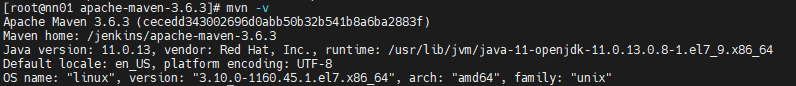 [root@nn01 apache-maven-3.6.3]# mvn -v
Apache Maven 3.6.3 (cecedd343002696d0abb50b32b541b8a6ba2883f)
Maven home: /jenkins/apache-maven-3.6.3
Java version: 11.0.13, vendor: Red Hat, Inc., runtime: /usr/lib/jvm/java-11-openjdk-11.0.13.0.8-1.el7_9.x86_64
Default locale: en_US, platform encoding: UTF-8
OS name: "linux", version: "3.10.0-1160.45.1.el7.x86_64", arch: "amd64", family: "unix"